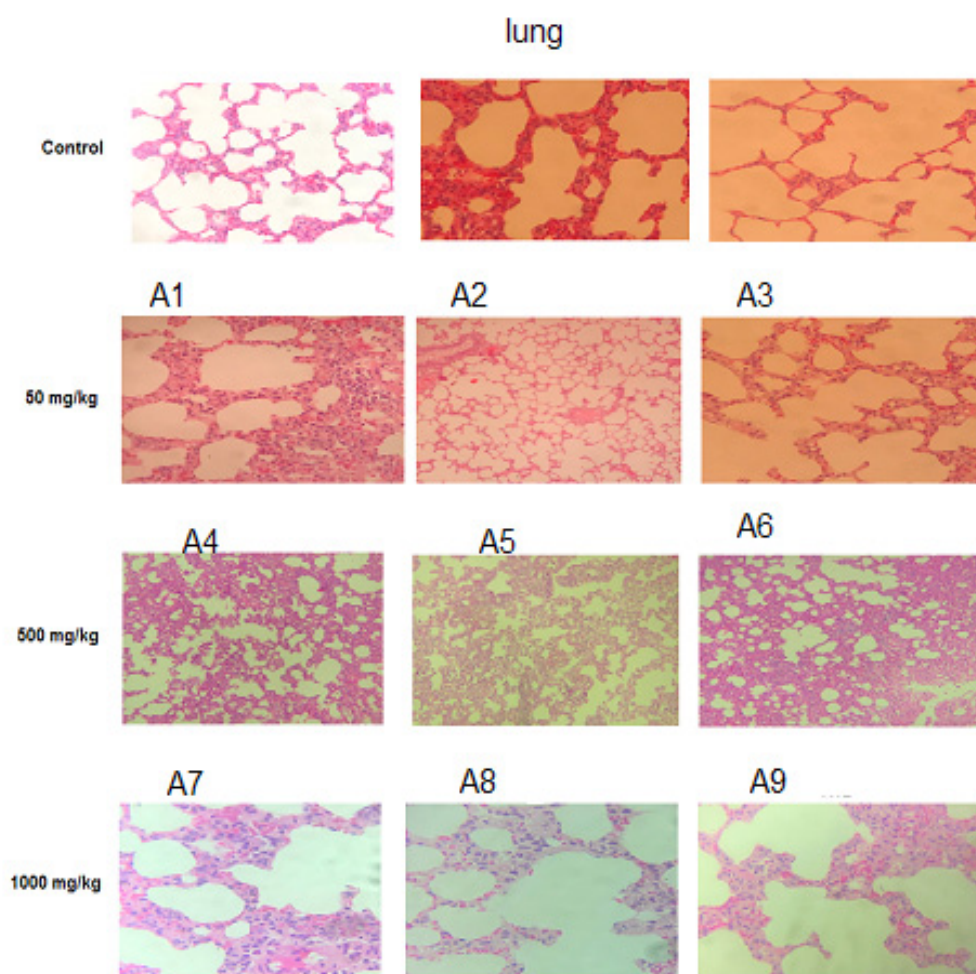 lung
Control
A1 A2 A3
50 mg/kg
A4 A5 A6
500 mg/kg
A7 A8 A9
1000 mg/kg